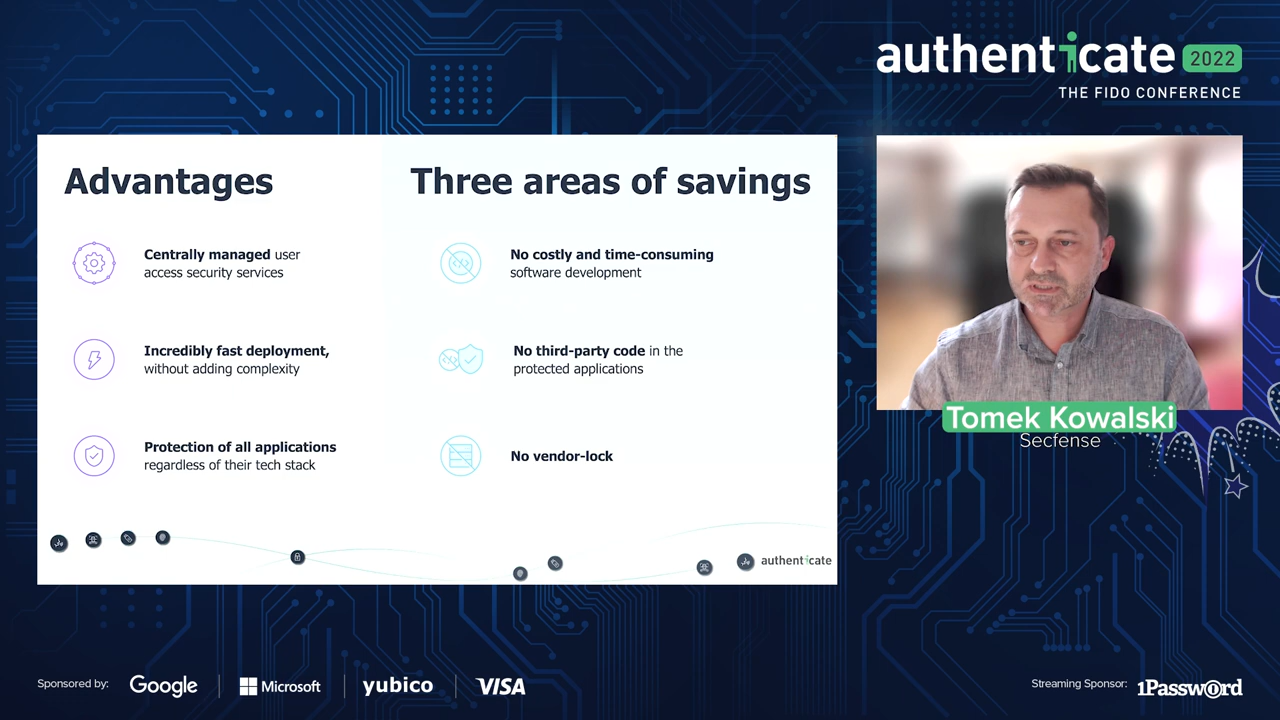 authenticate 2022
THE FIDO CONFERENCE
Advantages
Centrally managed user
access security services
Incredibly fast deployment,
without adding complexity
Protection of all applications
regardless of their tech stack
Three areas of savings
No costly and time-consuming
software development
No third-party code in the
protected applications
No vendor-lock
authenticate
Tomek Kowalski
Secfense
Sponsored by:
Google
Microsoft
yubico
VISA
Streaming Sponsor:
1Password